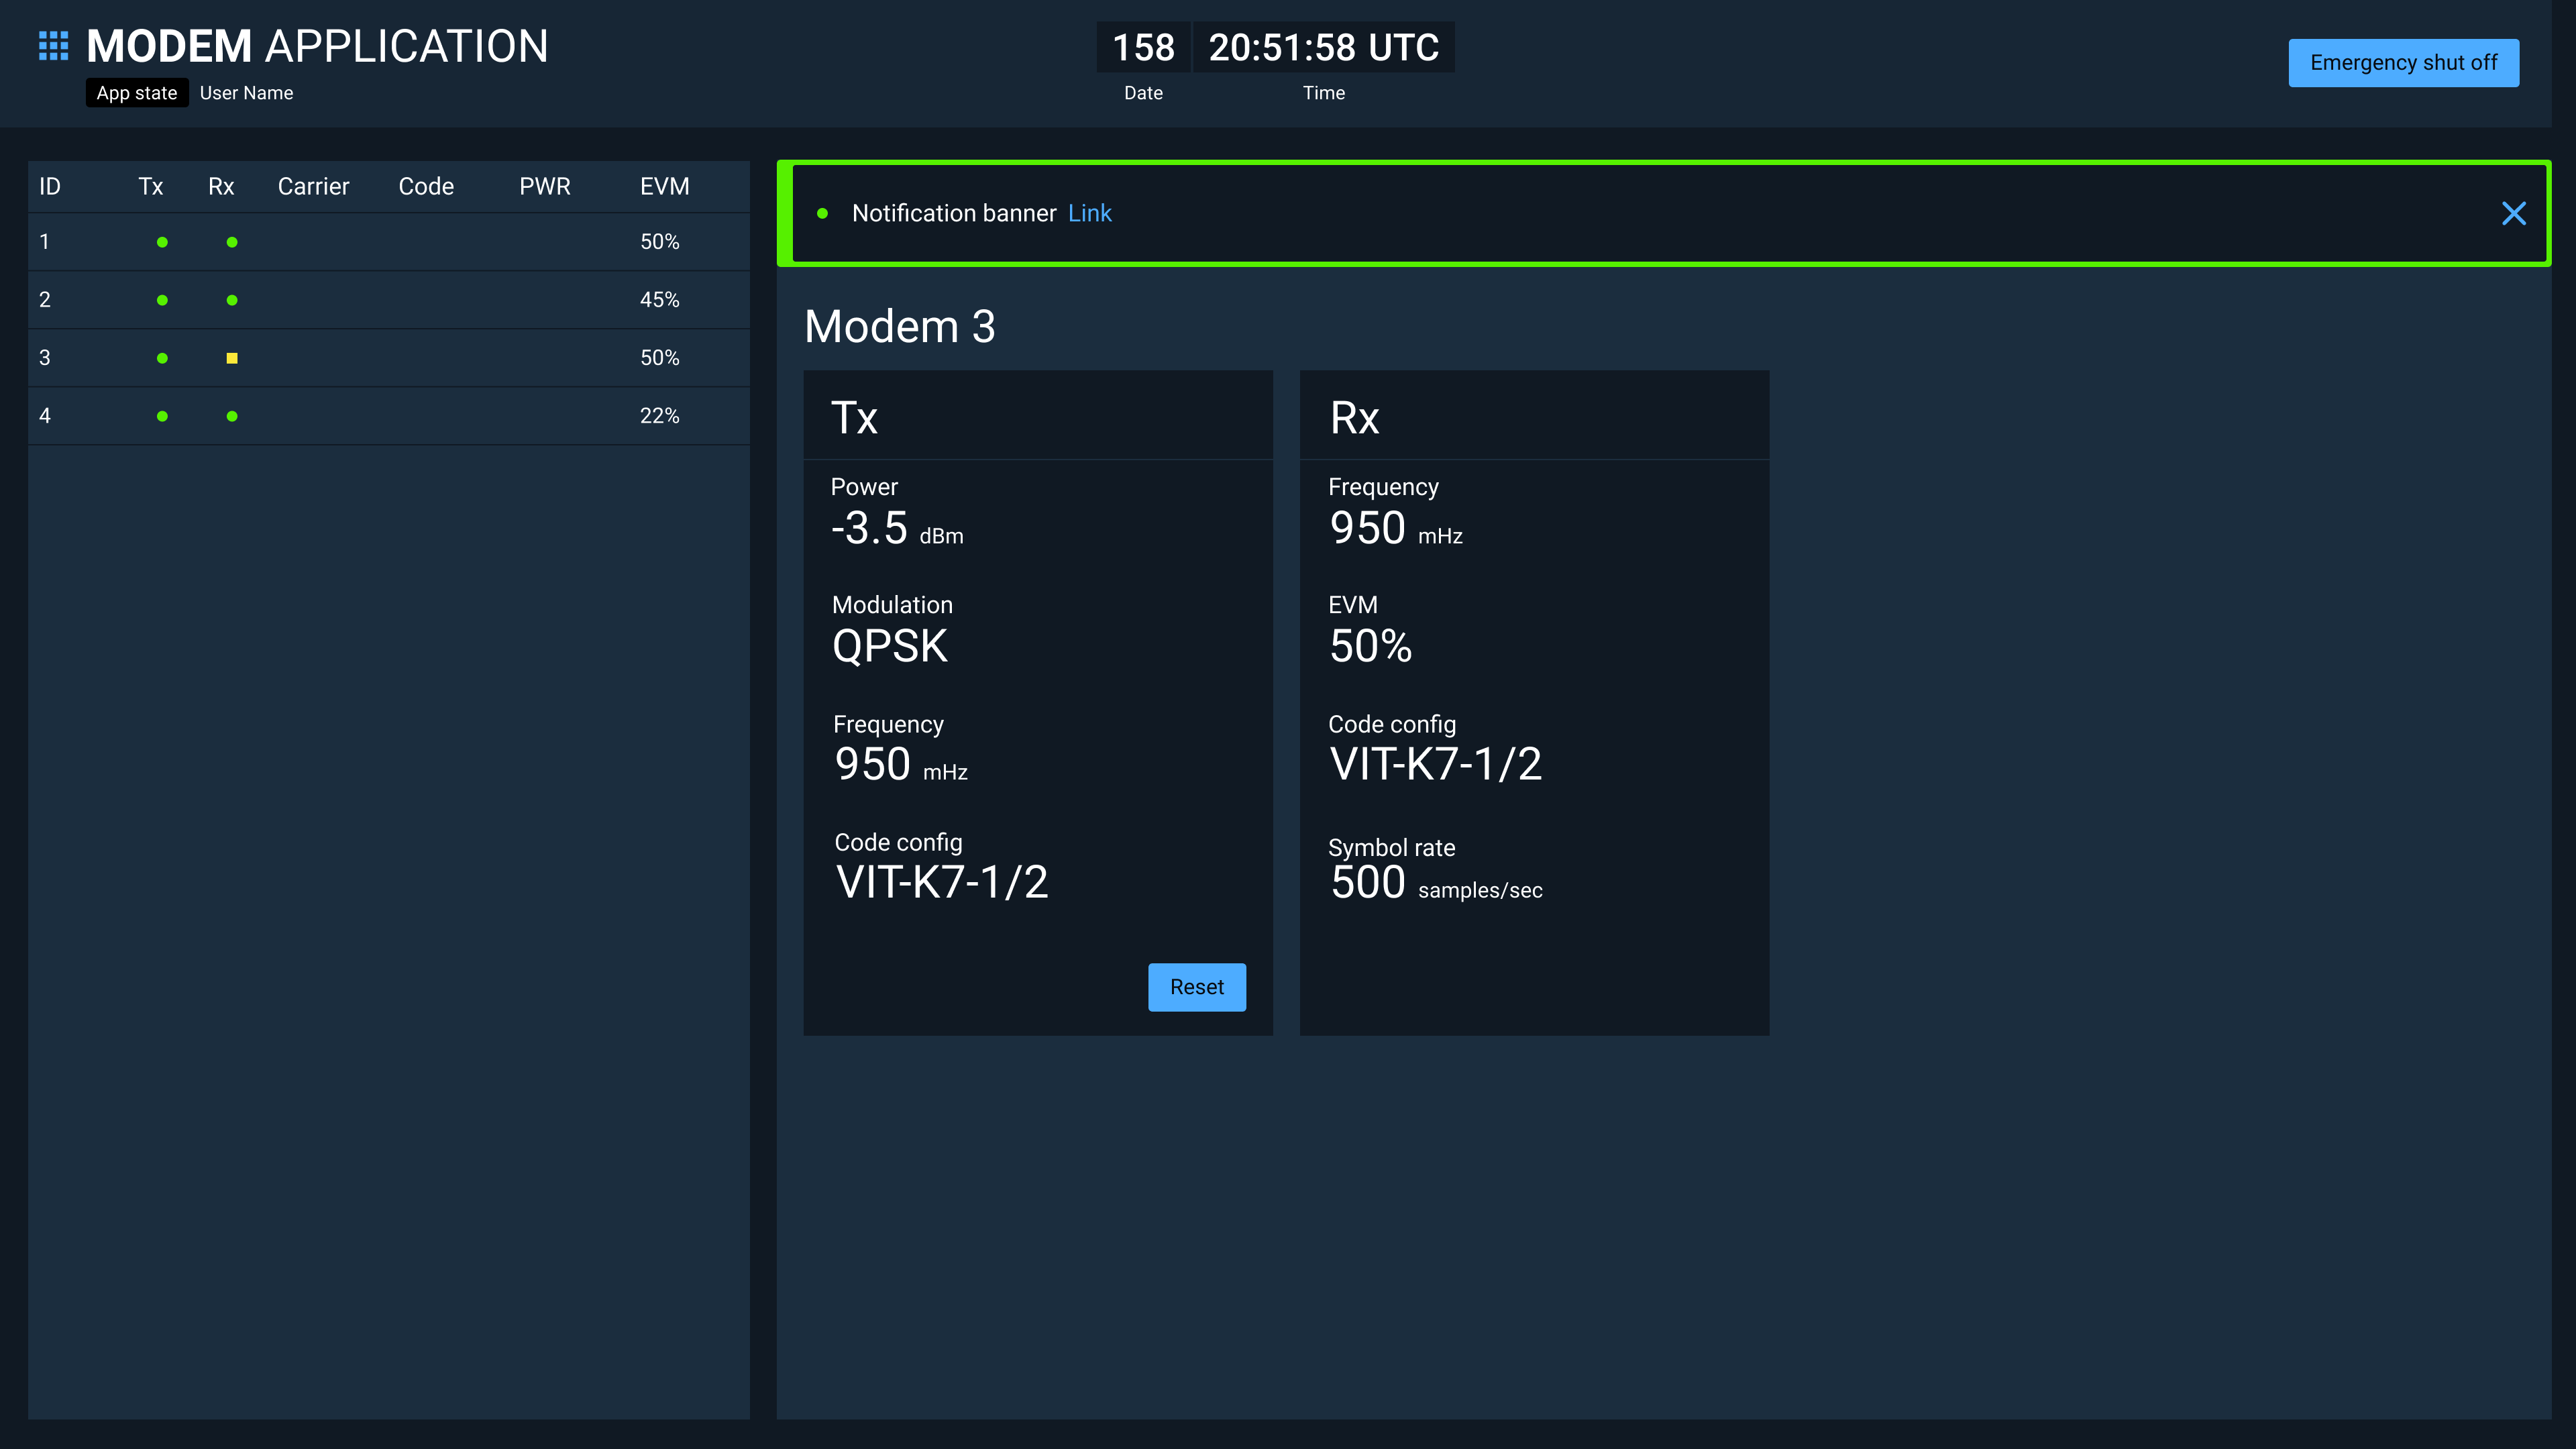 MODEM APPLICATION
App state User Name
158 20:51:58 UTC
Date Time
Emergency shut off
ID Tx Rx Carrier Code PWR EVM
1 50%
2 45%
3 50%
4 22%
Notification banner Link
Modem 3
Tx
Power
-3.5 dBm
Modulation
QPSK
Frequency
950 mHz
Code config
VIT-K7-1/2
Reset
Rx
Frequency
950 mHz
EVM
50%
Code config
VIT-K7-1/2
Symbol rate
500 samples/sec